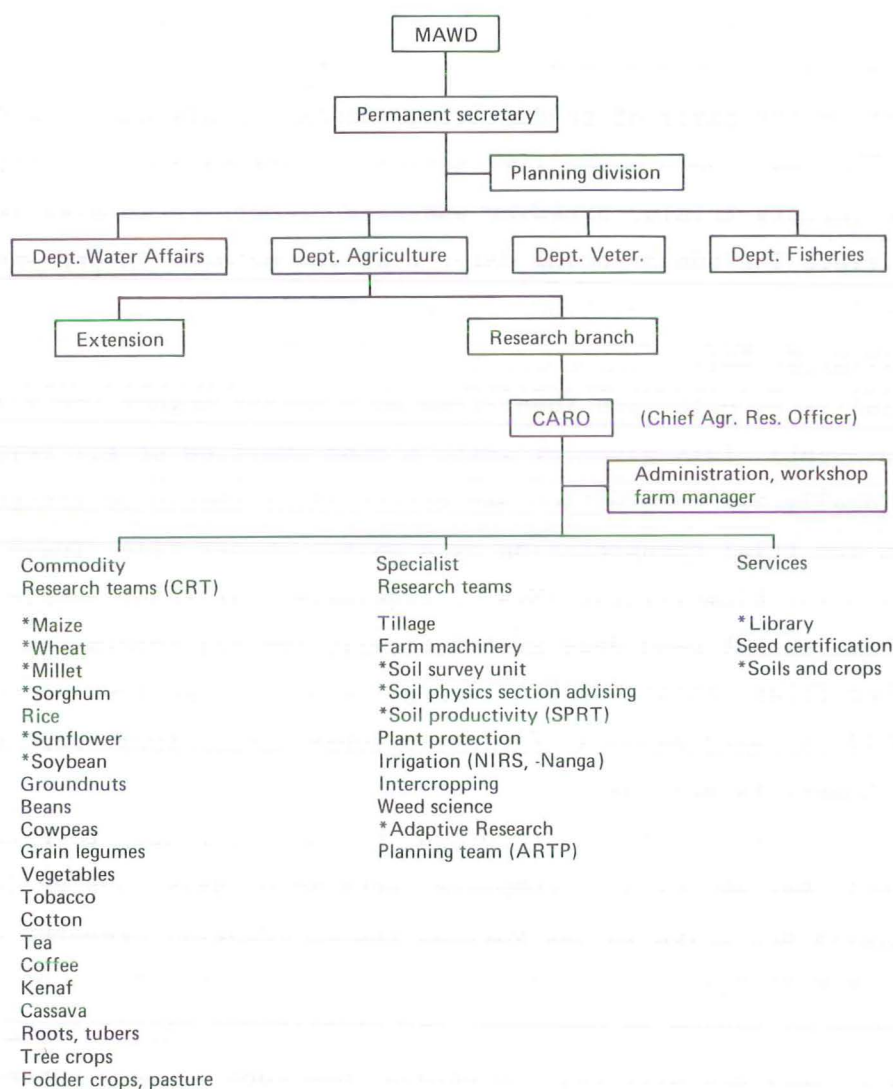 MAWD
Permanent secretary
Planning division
Dept. Water Affairs
Dept. Agriculture
Dept. Veter.
Dept. Fisheries
Extension
Research branch
CARO
(Chief Agr. Res. Officer)
Administration, workshop
farm manager
Commodity
Research teams (CRT)
*Maize
*Wheat
*Millet
*Sorghum
Rice
*Sunflower
*Soybean
Groundnuts
Beans
Cowpeas
Grain legumes
Vegetables
Tobacco
Cotton
Tea
Coffee
Kenaf
Cassava
Roots, tubers
Tree crops
Fodder crops, pasture
Specialist
Research teams
Tillage
Farm machinery
*Soil survey unit
*Soil physics section advising
*Soil productivity (SPRT)
Plant protection
Irrigation (NIRS, -Nanga)
Intercropping
Weed science
*Adaptive Research
Planning team (ARTP)
Services
*Library
Seed certification
*Soils and crops